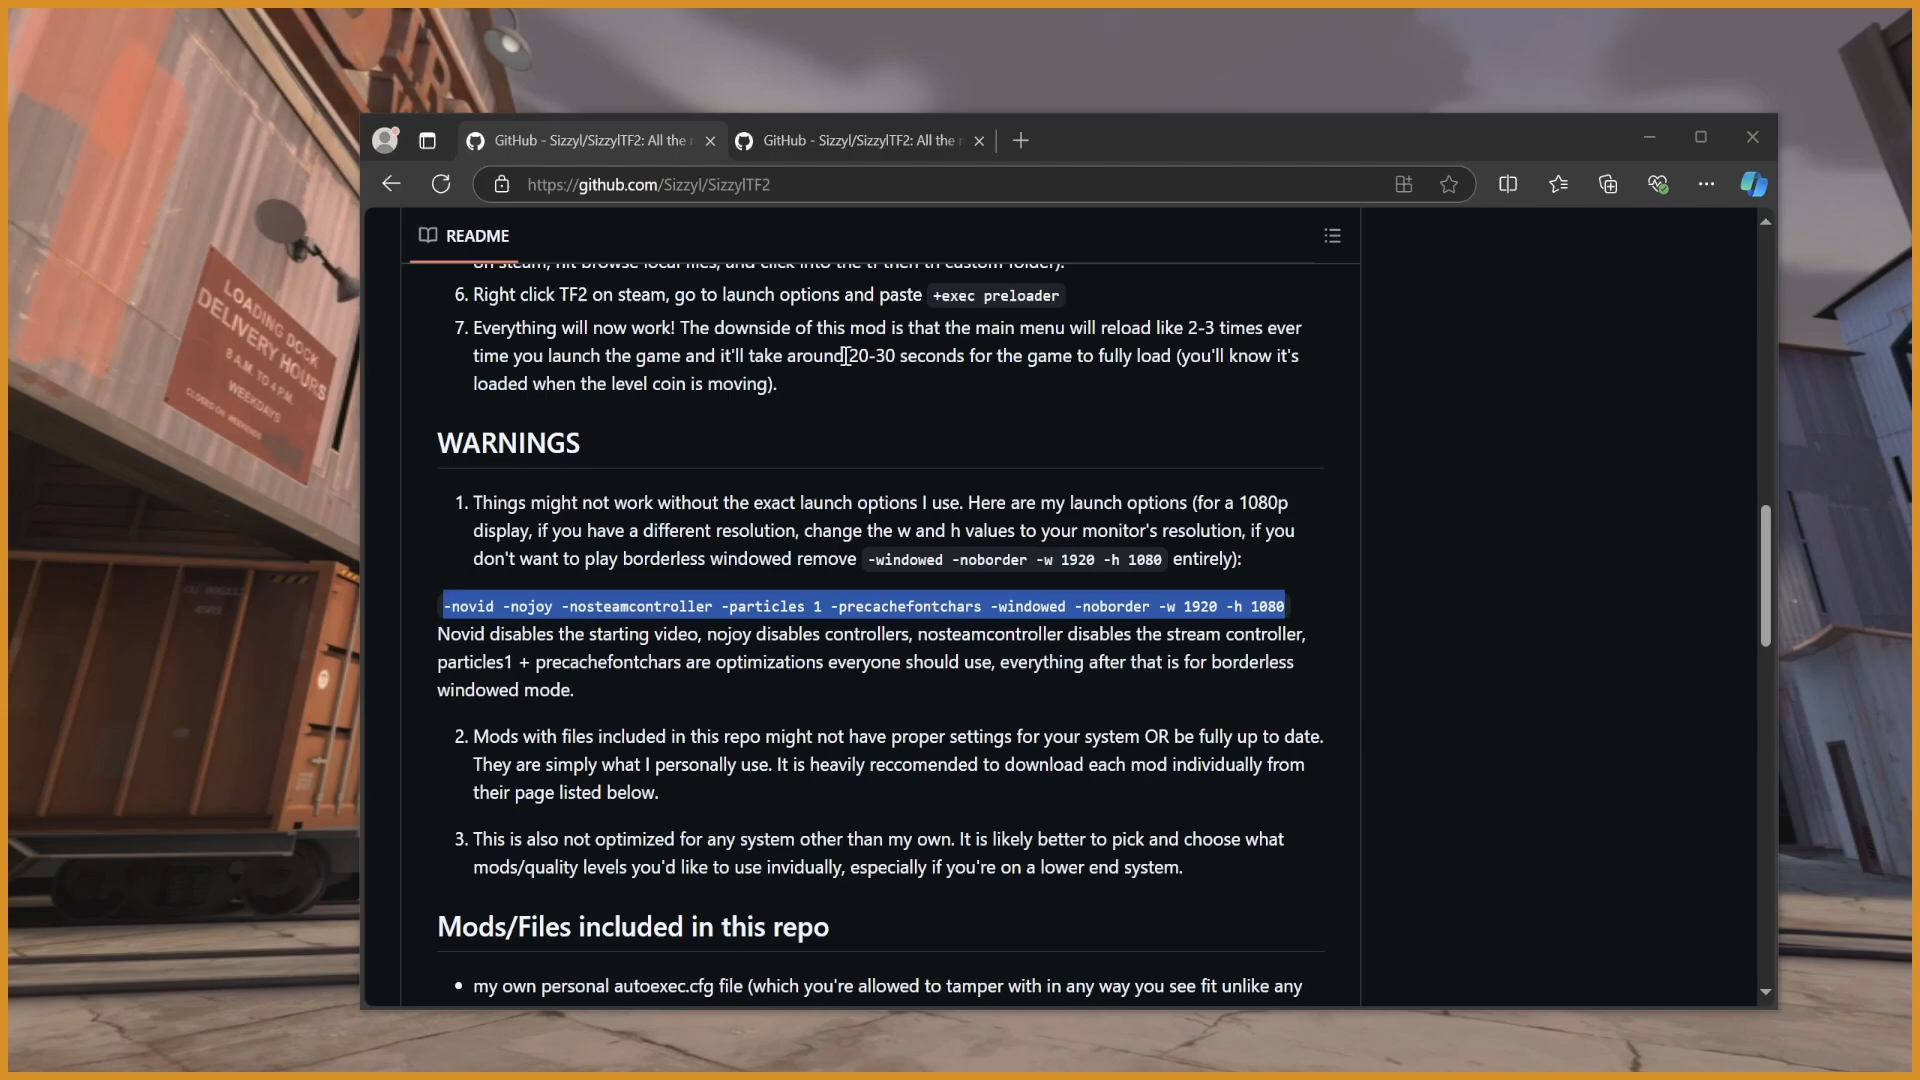 LOADING DOCK
DELIVERY HOURS
8 A.M. TO 4 P.M.
WEEKDAYS
CLOSED ON WEEKENDS
GitHub - Sizzyl/SizzylTF2: All the
GitHub - Sizzyl/SizzylTF2: All the
https://github.com/Sizzyl/SizzylTF2
README
6. Right click TF2 on steam, go to launch options and paste +exec preloader
7. Everything will now work! The downside of this mod is that the main menu will reload like 2-3 times ever
time you launch the game and it'll take around 20-30 seconds for the game to fully load (you'll know it's
loaded when the level coin is moving).
WARNINGS
1. Things might not work without the exact launch options I use. Here are my launch options (for a 1080p
display, if you have a different resolution, change the w and h values to your monitor's resolution, if you
don't want to play borderless windowed remove -windowed -noborder -w 1920 -h 1080 entirely):
-novid -nojoy -nosteamcontroller -particles 1 -precachefontchars -windowed -noborder -w 1920 -h 1080
Novid disables the starting video, nojoy disables controllers, nosteamcontroller disables the stream controller,
particles1 + precachefontchars are optimizations everyone should use, everything after that is for borderless
windowed mode.
2. Mods with files included in this repo might not have proper settings for your system OR be fully up to date.
They are simply what I personally use. It is heavily reccomended to download each mod individually from
their page listed below.
3. This is also not optimized for any system other than my own. It is likely better to pick and choose what
mods/quality levels you'd like to use invidually, especially if you're on a lower end system.
Mods/Files included in this repo
• my own personal autoexec.cfg file (which you're allowed to tamper with in any way you see fit unlike any